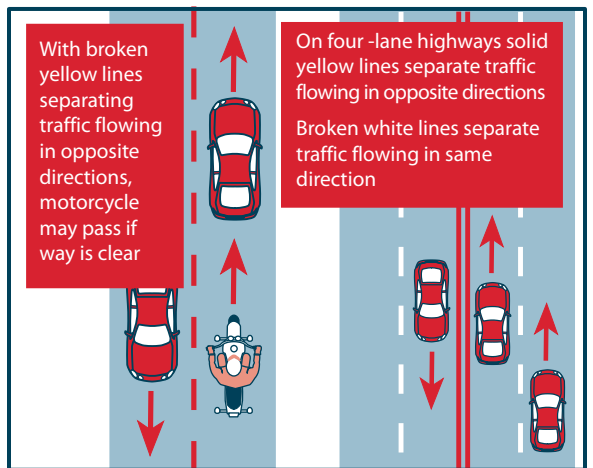 With broken
yellow lines
separating
traffic flowing
in opposite
directions,
motorcycle
may pass if
way is clear
On four -lane highways solid
yellow lines separate traffic
flowing in opposite directions
Broken white lines separate
traffic flowing in same
direction